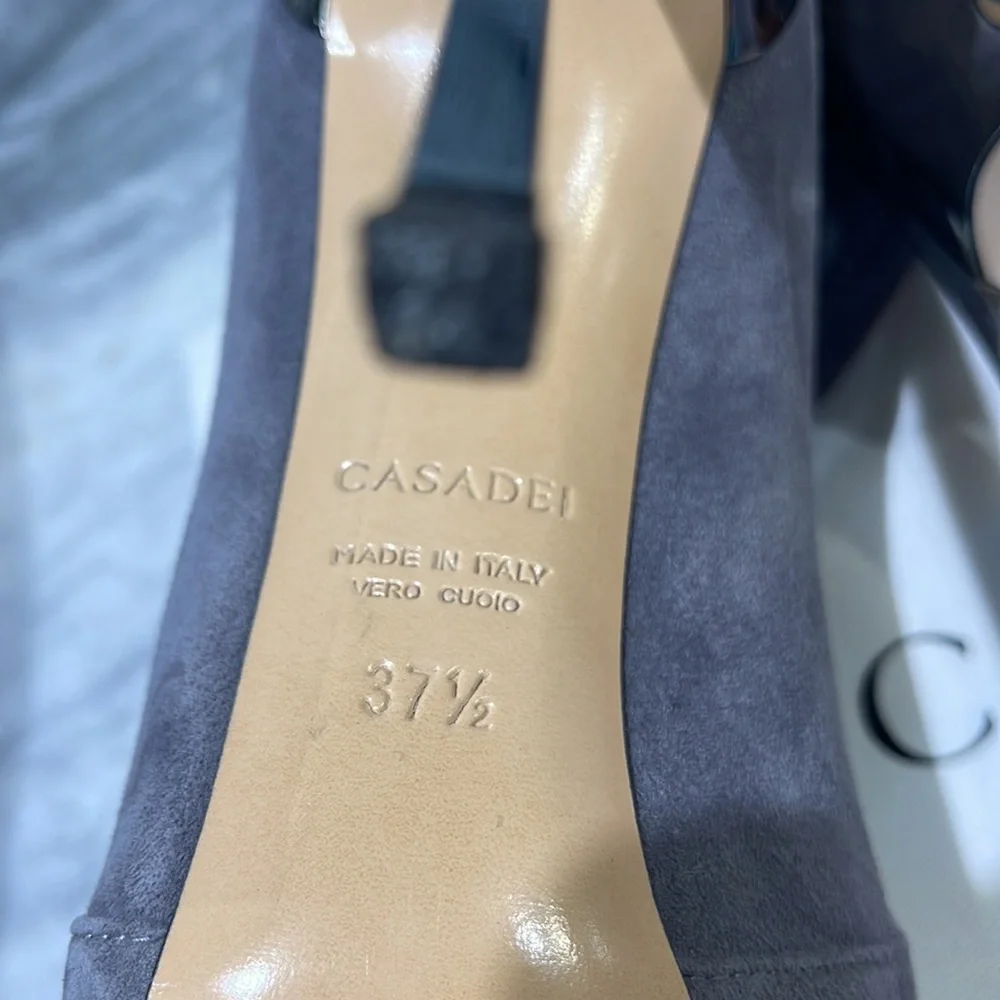 CASADEI
MADE IN ITALY
VERO CUOIO
37½
C